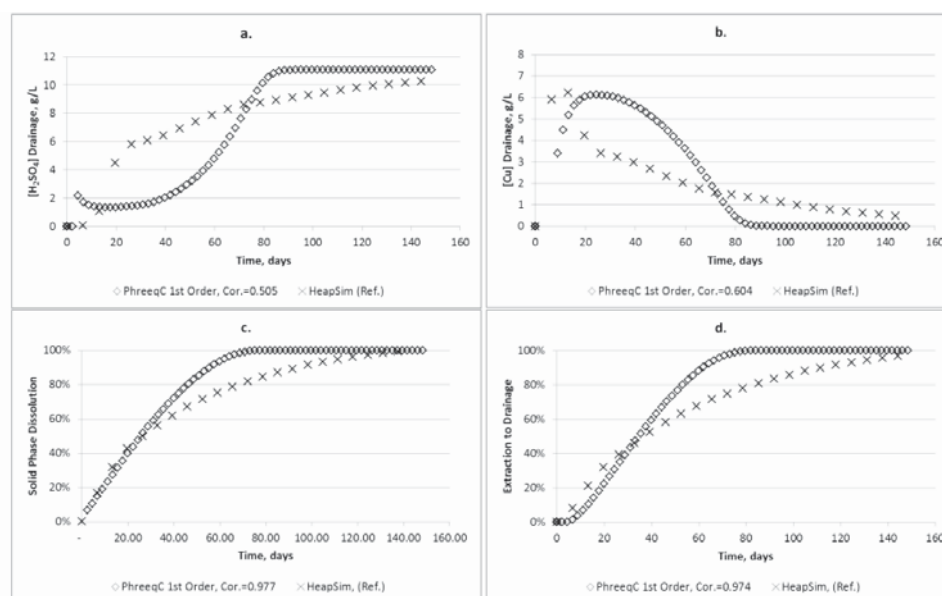 a.
[H₂SO₄] Drainage, g/L
12
10
8
6
4
2
0
0 20 40 60 80 100 120 140 160
Time, days
◇ PhreeqC 1st Order, Cor.=0.505 × HeapSim (Ref.)
b.
[Cu] Drainage, g/L
8
7
6
5
4
3
2
1
0
0 20 40 60 80 100 120 140 160
Time, days
◇ PhreeqC 1st Order, Cor.=0.604 × HeapSim (Ref.)
c.
Solid Phase Dissolution
100%
80%
60%
40%
20%
0%
- 20.00 40.00 60.00 80.00 100.00 120.00 140.00 160.00
Time, days
◇ PhreeqC 1st Order, Cor.=0.977 × HeapSim, (Ref.)
d.
Extraction to Drainage
100%
80%
60%
40%
20%
0%
0 20 40 60 80 100 120 140 160
Time, days
◇ PhreeqC 1st Order, Cor.=0.974 × HeapSim, (Ref.)